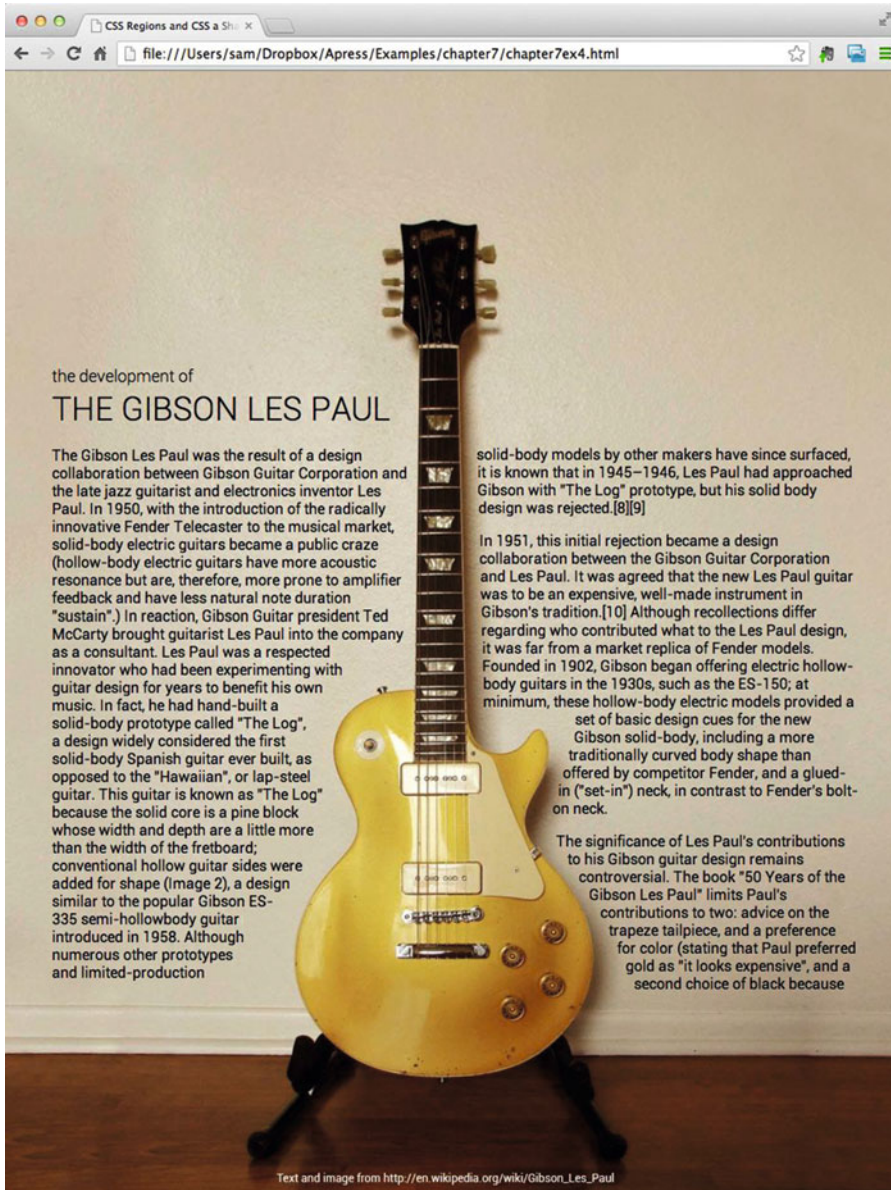 CSS Regions and CSS a Sha
file:///Users/sam/Dropbox/Apress/Examples/chapter7/chapter7ex4.html
Gibson
the development of
THE GIBSON LES PAUL
The Gibson Les Paul was the result of a design
collaboration between Gibson Guitar Corporation and
the late jazz guitarist and electronics inventor Les
Paul. In 1950, with the introduction of the radically
innovative Fender Telecaster to the musical market,
solid-body electric guitars became a public craze
(hollow-body electric guitars have more acoustic
resonance but are, therefore, more prone to amplifier
feedback and have less natural note duration
"sustain".) In reaction, Gibson Guitar president Ted
McCarty brought guitarist Les Paul into the company
as a consultant. Les Paul was a respected
innovator who had been experimenting with
guitar design for years to benefit his own
music. In fact, he had hand-built a
solid-body prototype called "The Log",
a design widely considered the first
solid-body Spanish guitar ever built, as
opposed to the "Hawaiian", or lap-steel
guitar. This guitar is known as "The Log"
because the solid core is a pine block
whose width and depth are a little more
than the width of the fretboard;
conventional hollow guitar sides were
added for shape (Image 2), a design
similar to the popular Gibson ES-
335 semi-hollowbody guitar
introduced in 1958. Although
numerous other prototypes
and limited-production
solid-body models by other makers have since surfaced,
it is known that in 1945–1946, Les Paul had approached
Gibson with "The Log" prototype, but his solid body
design was rejected.[8][9]
In 1951, this initial rejection became a design
collaboration between the Gibson Guitar Corporation
and Les Paul. It was agreed that the new Les Paul guitar
was to be an expensive, well-made instrument in
Gibson's tradition.[10] Although recollections differ
regarding who contributed what to the Les Paul design,
it was far from a market replica of Fender models.
Founded in 1902, Gibson began offering electric hollow-
body guitars in the 1930s, such as the ES-150; at
minimum, these hollow-body electric models provided a
set of basic design cues for the new
Gibson solid-body, including a more
traditionally curved body shape than
offered by competitor Fender, and a glued-
in ("set-in") neck, in contrast to Fender's bolt-
on neck.
The significance of Les Paul's contributions
to his Gibson guitar design remains
controversial. The book "50 Years of the
Gibson Les Paul" limits Paul's
contributions to two: advice on the
trapeze tailpiece, and a preference
for color (stating that Paul preferred
gold as "it looks expensive", and a
second choice of black because
Text and image from http://en.wikipedia.org/wiki/Gibson_Les_Paul